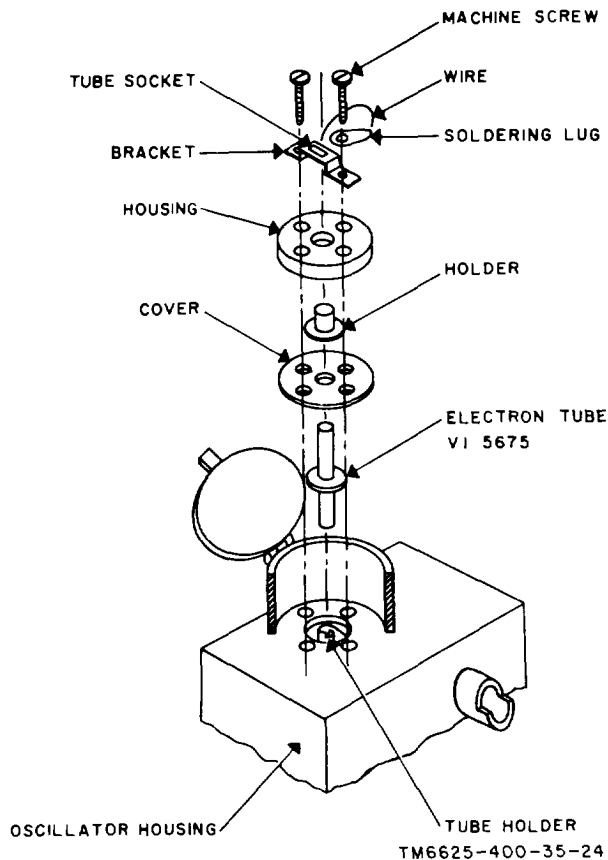 MACHINE SCREW
TUBE SOCKET
WIRE
SOLDERING LUG
BRACKET
HOUSING
HOLDER
COVER
ELECTRON TUBE
V1 5675
OSCILLATOR HOUSING
TUBE HOLDER
TM6625-400-35-24